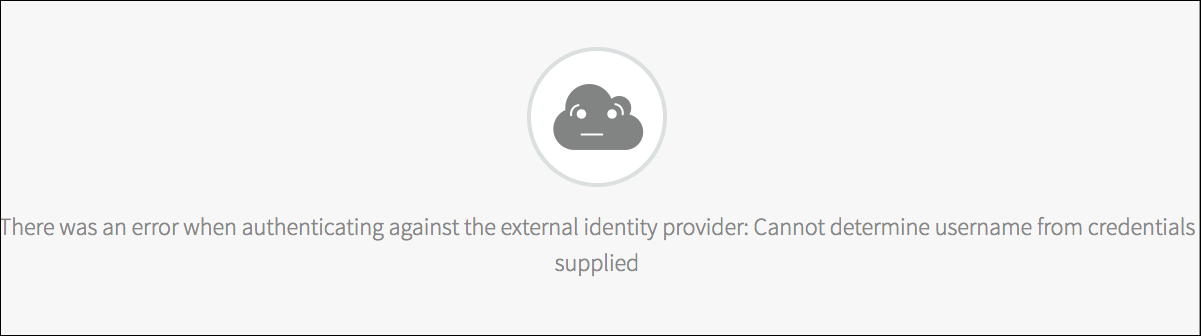 There was an error when authenticating against the external identity provider: Cannot determine username from credentials
supplied